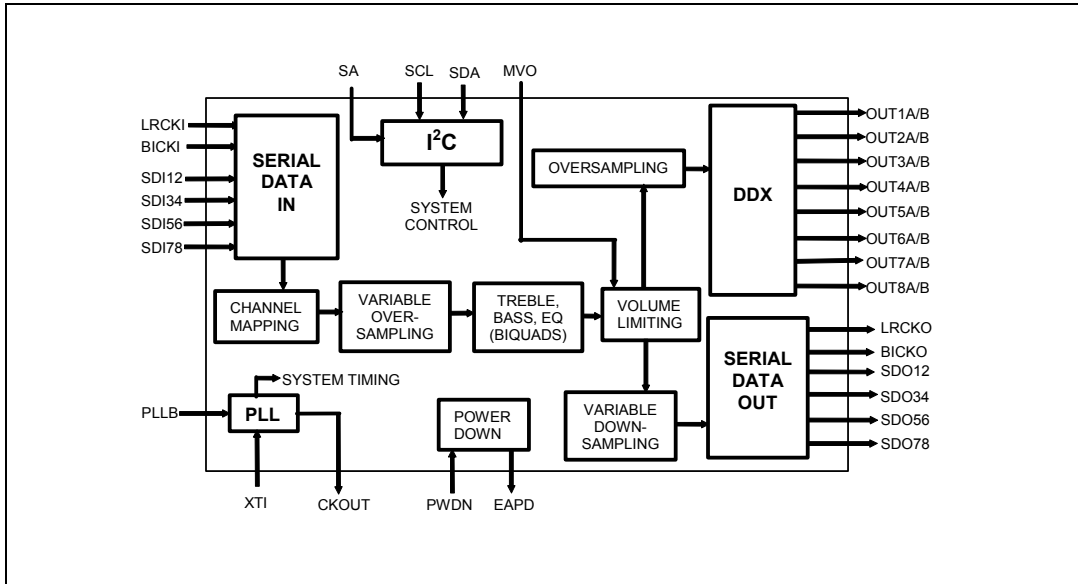 SA
SCL
SDA
MVO
LRCKI
BICKI
SDI12
SDI34
SDI56
SDI78
SERIAL
DATA
IN
I²C
SYSTEM
CONTROL
OVERSAMPLING
DDX
OUT1A/B
OUT2A/B
OUT3A/B
OUT4A/B
OUT5A/B
OUT6A/B
OUT7A/B
OUT8A/B
CHANNEL
MAPPING
VARIABLE
OVER-
SAMPLING
TREBLE,
BASS, EQ
(BIQUADS)
VOLUME
LIMITING
SERIAL
DATA
OUT
LRCKO
BICKO
SDO12
SDO34
SDO56
SDO78
SYSTEM TIMING
PLLB
PLL
POWER
DOWN
VARIABLE
DOWN-
SAMPLING
XTI
CKOUT
PWDN
EAPD